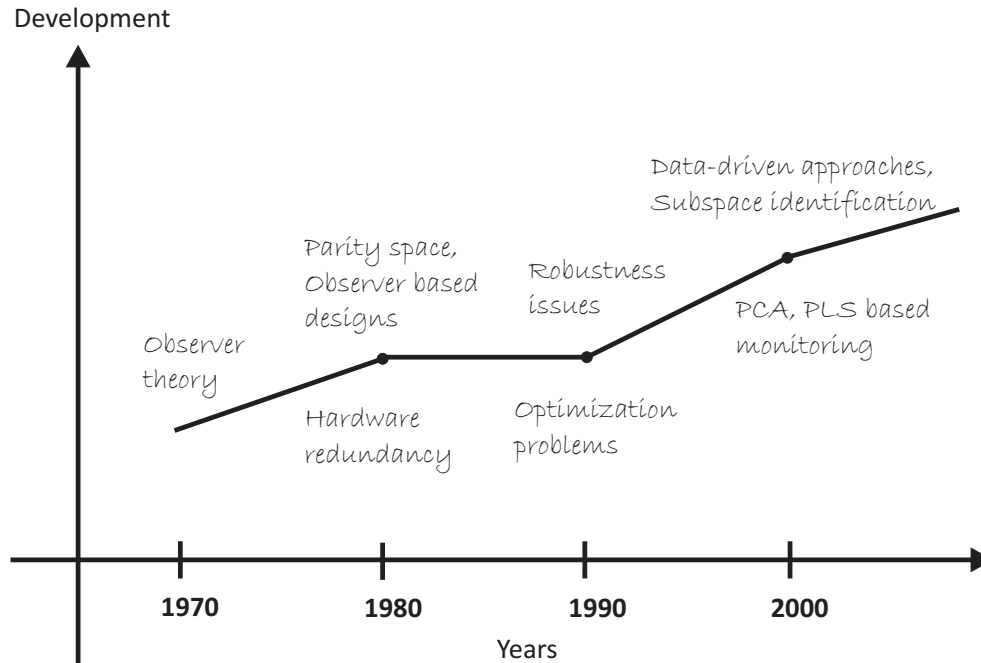 Development
Data-driven approaches,
Subspace identification
Parity space,
Observer based
designs
Robustness
issues
PCA, PLS based
monitoring
Observer
theory
Hardware
redundancy
Optimization
problems
1970
1980
1990
2000
Years